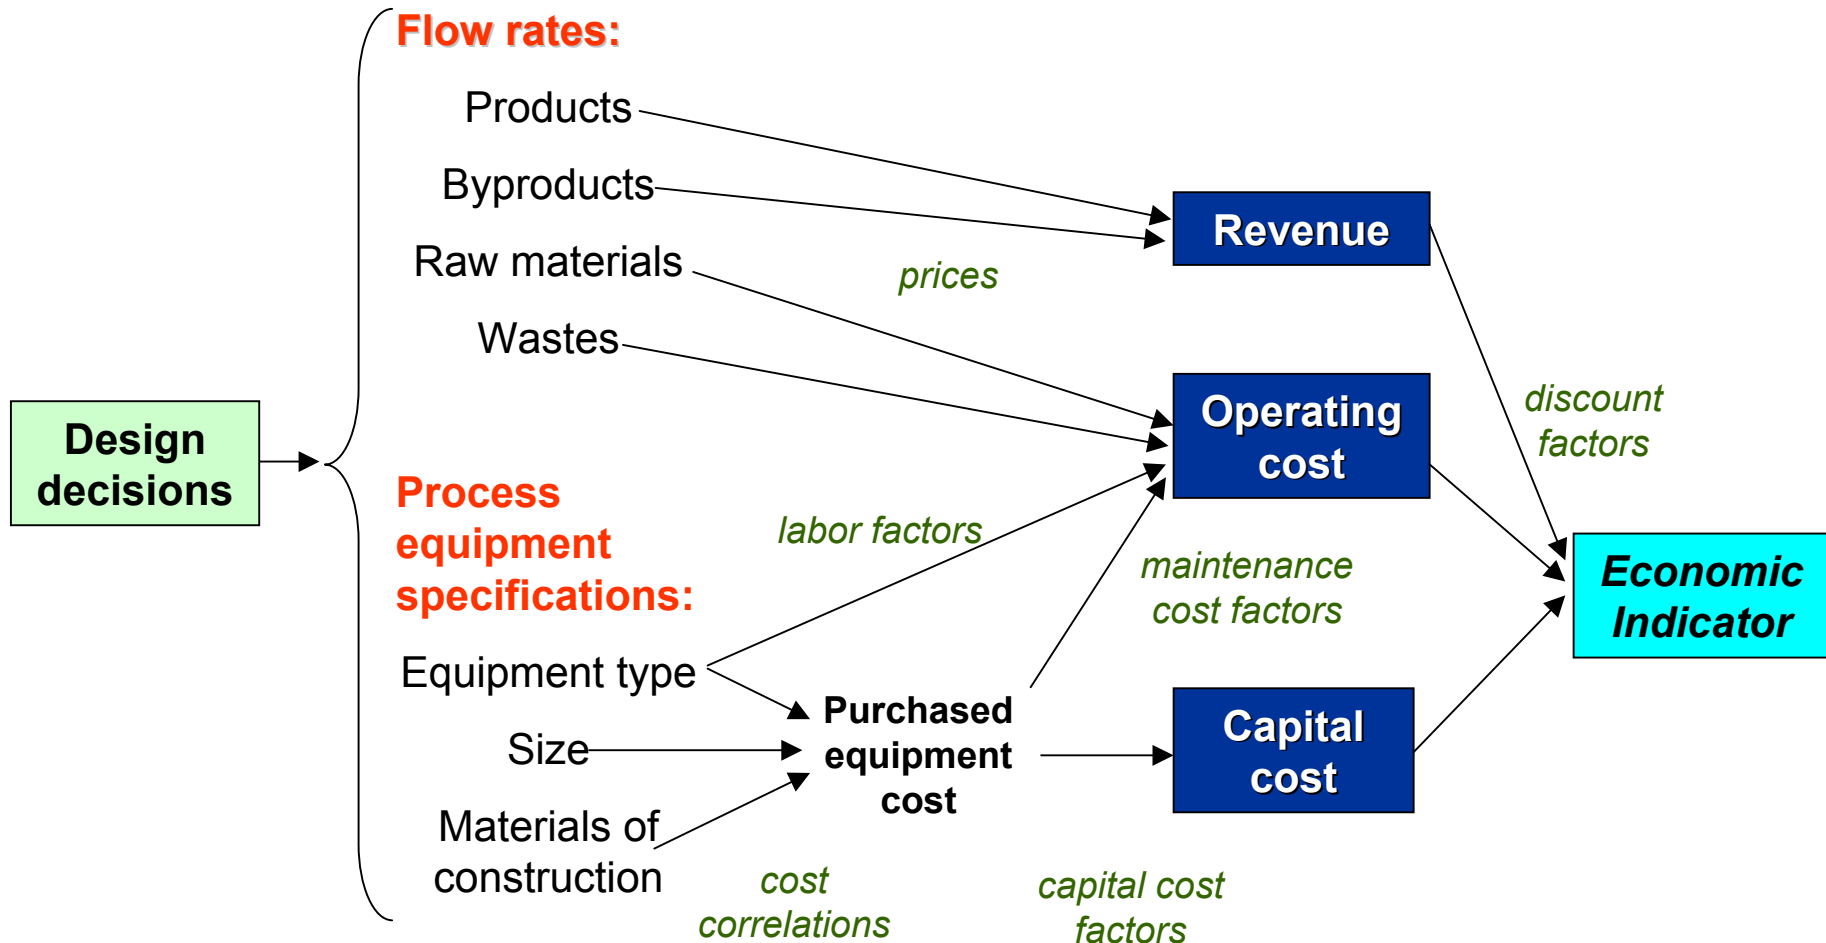 Flow rates:
Products
Byproducts
Raw materials
Wastes
prices
Revenue
Design
decisions
Operating
cost
discount
factors
Process
equipment
specifications:
labor factors
maintenance
cost factors
Economic
Indicator
Equipment type
Size
Materials of
construction
Purchased
equipment
cost
Capital
cost
cost
correlations
capital cost
factors